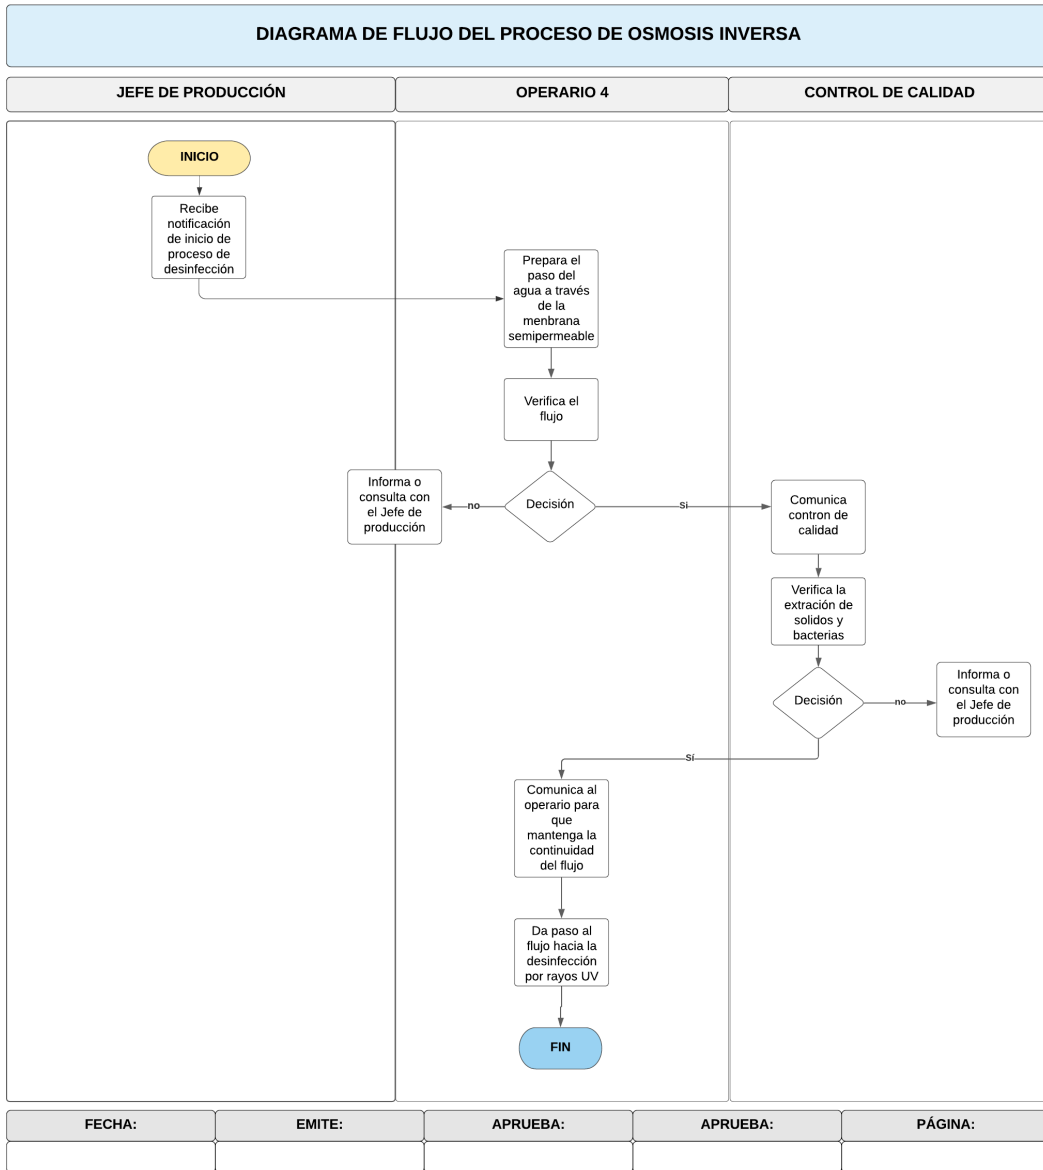 DIAGRAMA DE FLUJO DEL PROCESO DE OSMOSIS INVERSA
JEFE DE PRODUCCIÓN
OPERARIO 4
CONTROL DE CALIDAD
INICIO
Recibe
notificación
de inicio de
proceso de
desinfección
Prepara el
paso del
agua a través
de la
menbrana
semipermeable
Verifica el
flujo
Decisión
no
Informa o
consulta con
el Jefe de
producción
Si
Comunica
contron de
calidad
Verifica la
extración de
solidos y
bacterias
Decisión
no
Informa o
consulta con
el Jefe de
producción
Sí
Comunica al
operario para
que
mantenga la
continuidad
del flujo
Da paso al
flujo hacia la
desinfección
por rayos UV
FIN
FECHA:
EMITE:
APRUEBA:
APRUEBA:
PÁGINA: